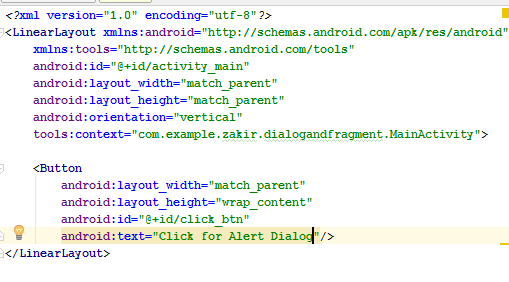 <?xml version="1.0" encoding="utf-8"?>
<LinearLayout xmlns:android="http://schemas.android.com/apk/res/android"
xmlns:tools="http://schemas.android.com/tools"
android:id="@+id/activity_main"
android:layout_width="match_parent"
android:layout_height="match_parent"
android:orientation="vertical"
tools:context="com.example.zakir.dialogandfragment.MainActivity">
<Button
android:layout_width="match_parent"
android:layout_height="wrap_content"
android:id="@+id/click_btn"
android:text="Click for Alert Dialog"/>
</LinearLayout>